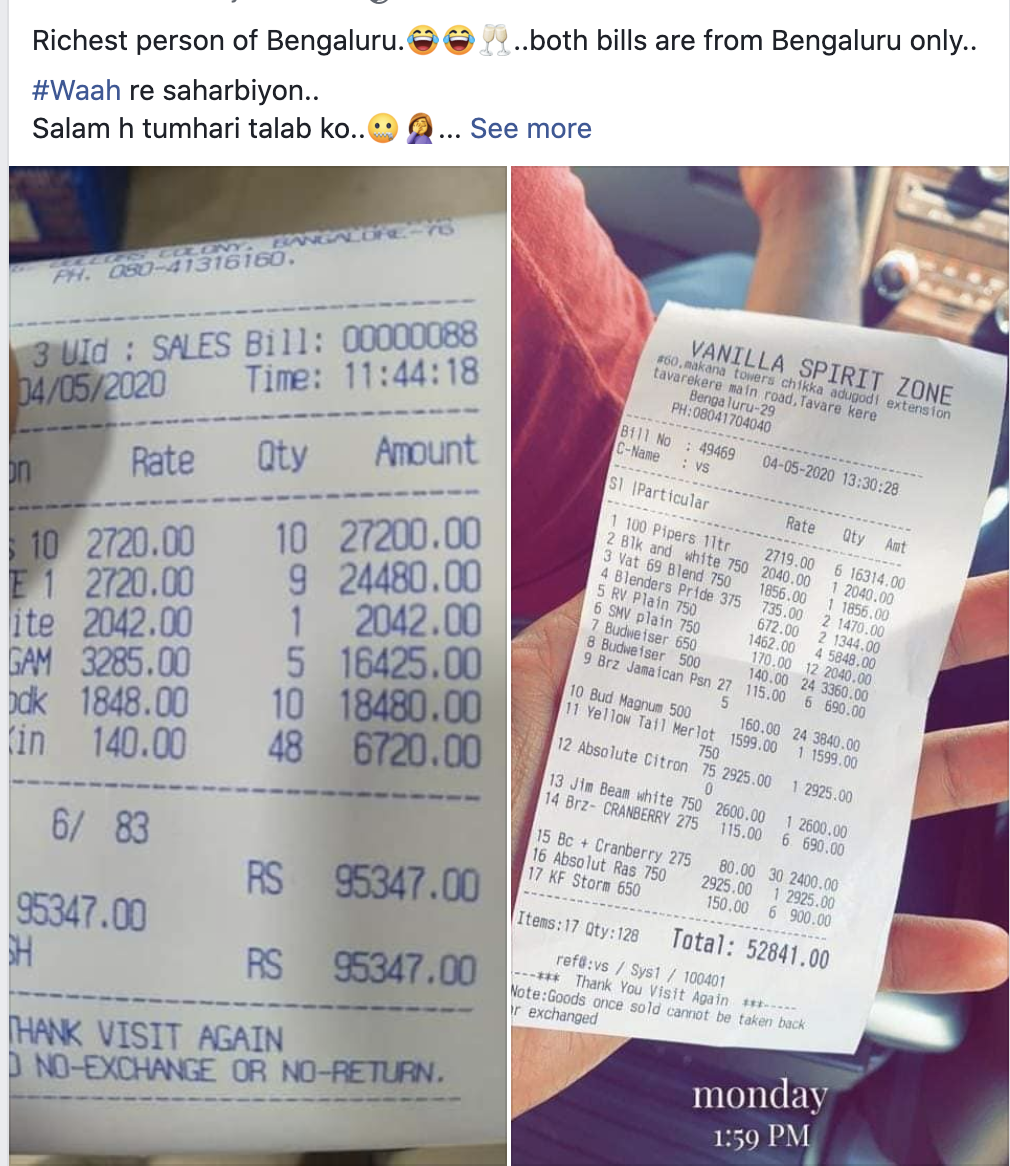 Richest person of Bengaluru.😂😂🥂..both bills are from Bengaluru only..
#Waah re saharbiyon..
Salam h tumhari talab ko..🤐🤦‍♀️... See more
COLONY. BANGALORE-76
PH. 080-41316160.
3 UId : SALES Bill: 00000088
04/05/2020 Time: 11:44:18
on Rate Qty Amount
s 10 2720.00 10 27200.00
E 1 2720.00 9 24480.00
ite 2042.00 1 2042.00
GAM 3285.00 5 16425.00
odk 1848.00 10 18480.00
in 140.00 48 6720.00
6/ 83
RS 95347.00
95347.00
SH RS 95347.00
THANK VISIT AGAIN
O NO-EXCHANGE OR NO-RETURN.
VANILLA SPIRIT ZONE
#60,makana towers chikka adugodi extension
tavarekere main road,Tavare kere
Bengaluru-29
PH:08041704040
Bill No : 49469 04-05-2020 13:30:28
C-Name : vs
Sl |Particular Rate Qty Amt
1 100 Pipers 1ltr 2719.00 6 16314.00
2 Blk and white 750 2040.00 1 2040.00
3 Vat 69 Blend 750 1856.00 1 1856.00
4 Blenders Pride 375 735.00 2 1470.00
5 RV Plain 750 672.00 2 1344.00
6 SMV plain 750 1462.00 4 5848.00
7 Budweiser 650 170.00 12 2040.00
8 Budweiser 500 140.00 24 3360.00
9 Brz Jamaican Psn 27 115.00 6 690.00
5
10 Bud Magnum 500 160.00 24 3840.00
11 Yellow Tail Merlot 1599.00 1 1599.00
750
12 Absolute Citron 75 2925.00 1 2925.00
0
13 Jim Beam white 750 2600.00 1 2600.00
14 Brz- CRANBERRY 275 115.00 6 690.00
15 Bc + Cranberry 275 80.00 30 2400.00
16 Absolut Ras 750 2925.00 1 2925.00
17 KF Storm 650 150.00 6 900.00
Items:17 Qty:128 Total: 52841.00
ref@:vs / Sys1 / 100401
---*** Thank You Visit Again ***-----
Note:Goods once sold cannot be taken back
or exchanged
monday
1:59 PM